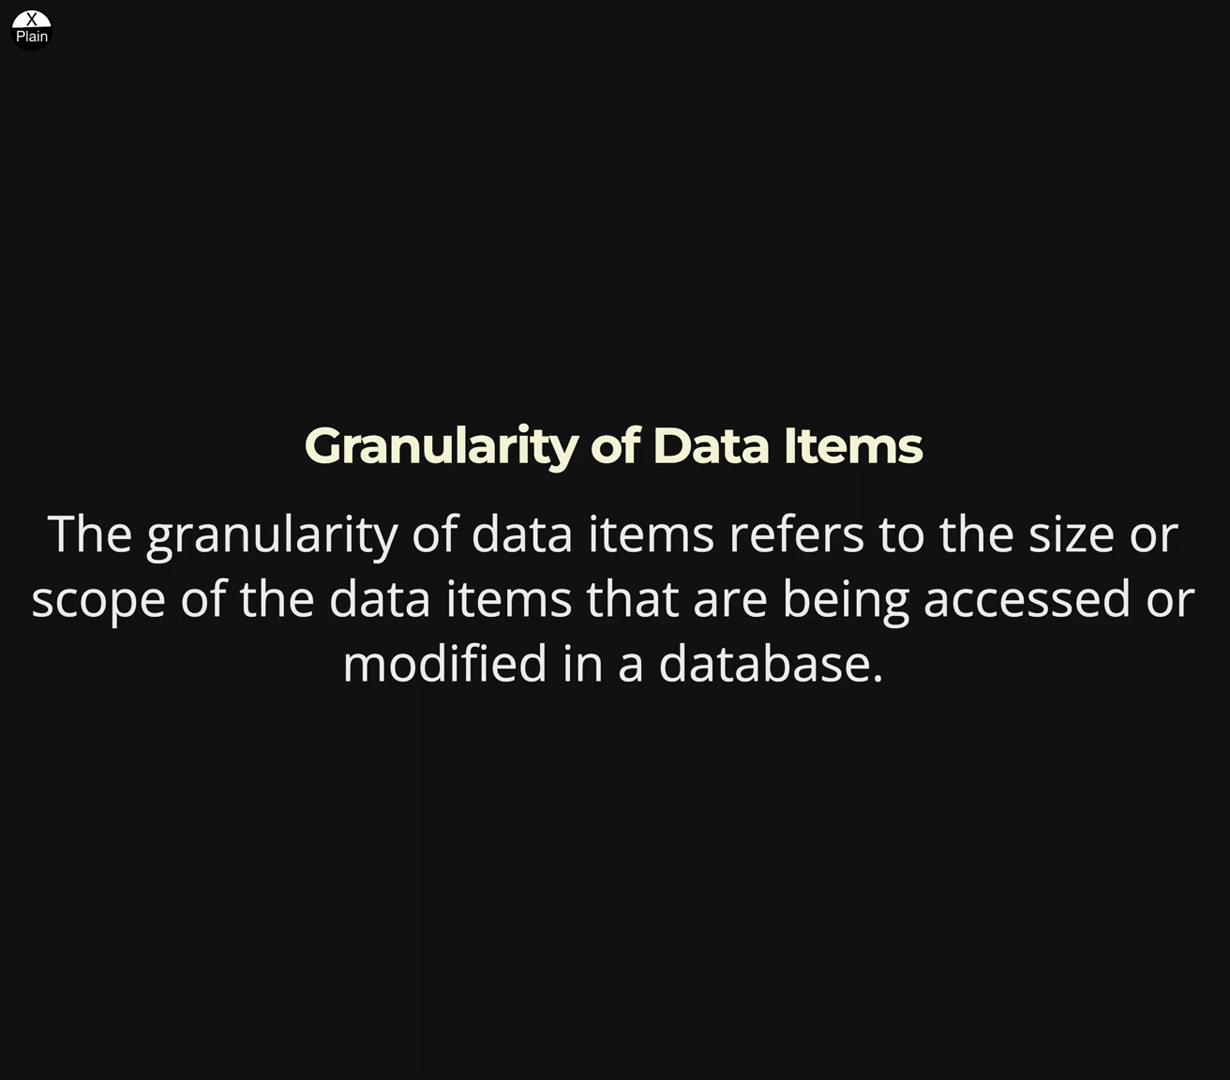 X
Plain
Granularity of Data Items
The granularity of data items refers to the size or
scope of the data items that are being accessed or
modified in a database.